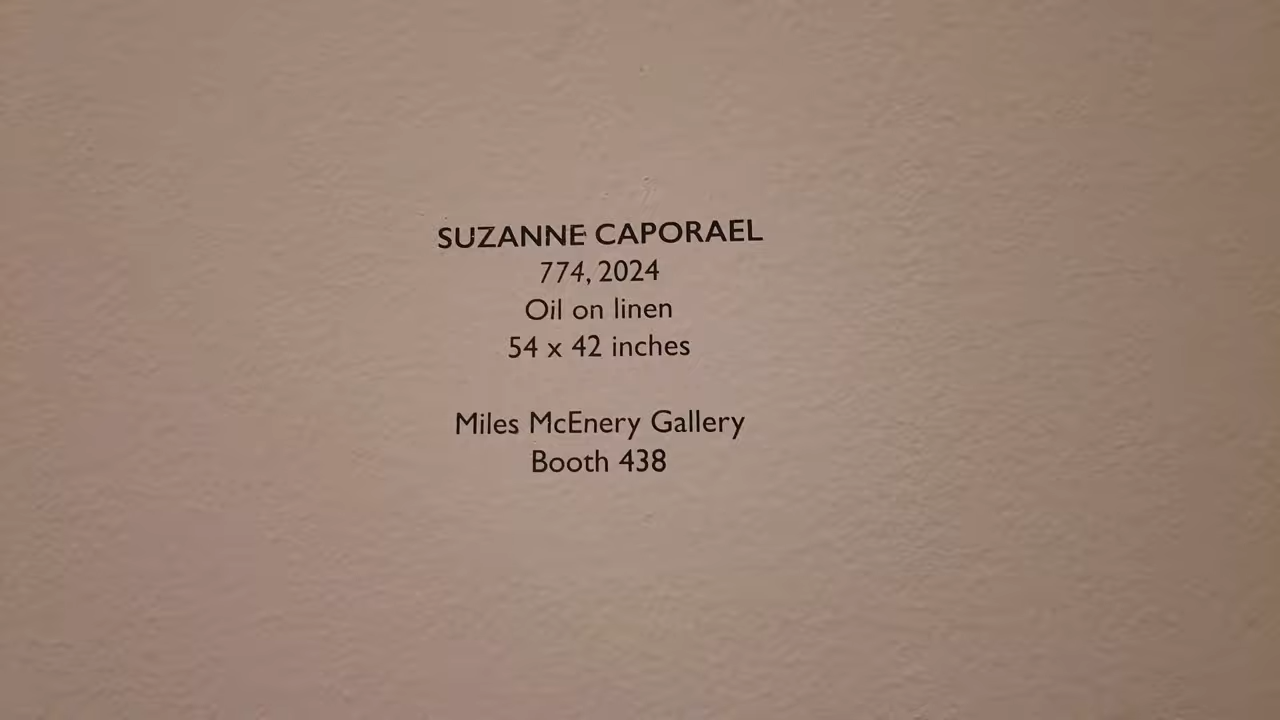 SUZANNE CAPORAEL
774, 2024
Oil on linen
54 x 42 inches
Miles McEnery Gallery
Booth 438